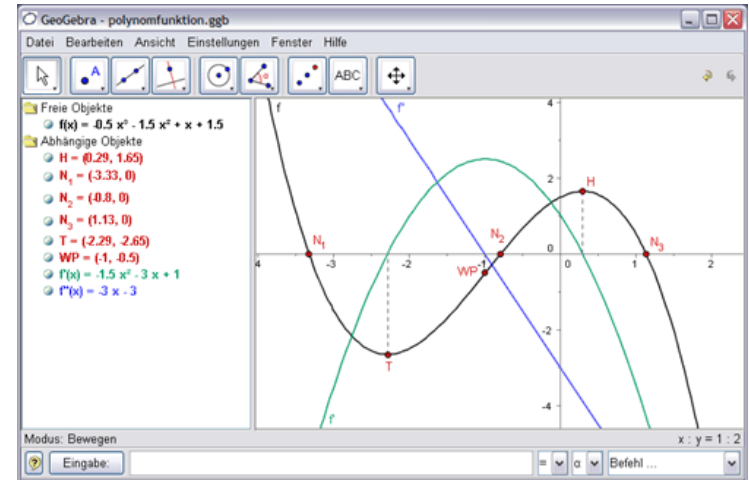 GeoGebra - polynomfunktion.ggb
Datei Bearbeiten Ansicht Einstellungen Fenster Hilfe
A ABC
Freie Objekte
f(x) = -0.5 x³ - 1.5 x² + x + 1.5
Abhängige Objekte
H = (0.29, 1.65)
N₁ = (-3.33, 0)
N₂ = (-0.8, 0)
N₃ = (1.13, 0)
T = (-2.29, -2.65)
WP = (-1, -0.5)
f'(x) = -1.5 x² - 3 x + 1
f''(x) = -3 x - 3
f f'' 4
2 H
N₁ N₂ 0 N₃
4 -3 -2 -1 0 1 2
WP
-2
T
-4
f'
Modus: Bewegen x : y = 1 : 2
? Eingabe: = α Befehl ...